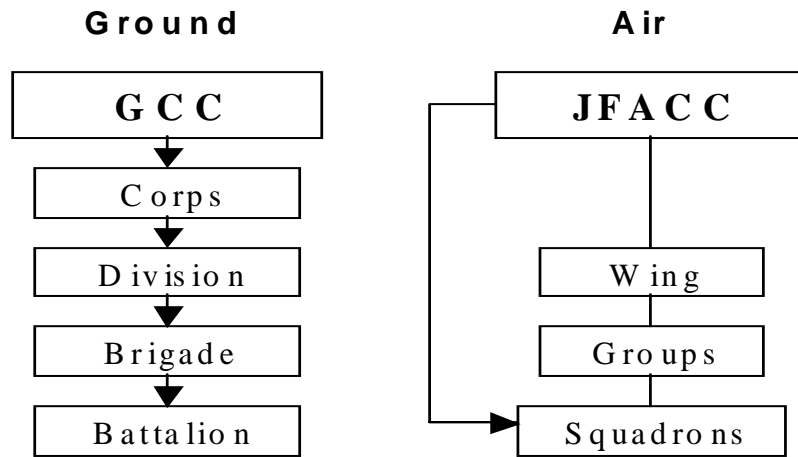 Ground
GCC
Corps
Division
Brigade
Battalion
Air
JFACC
Wing
Groups
Squadrons